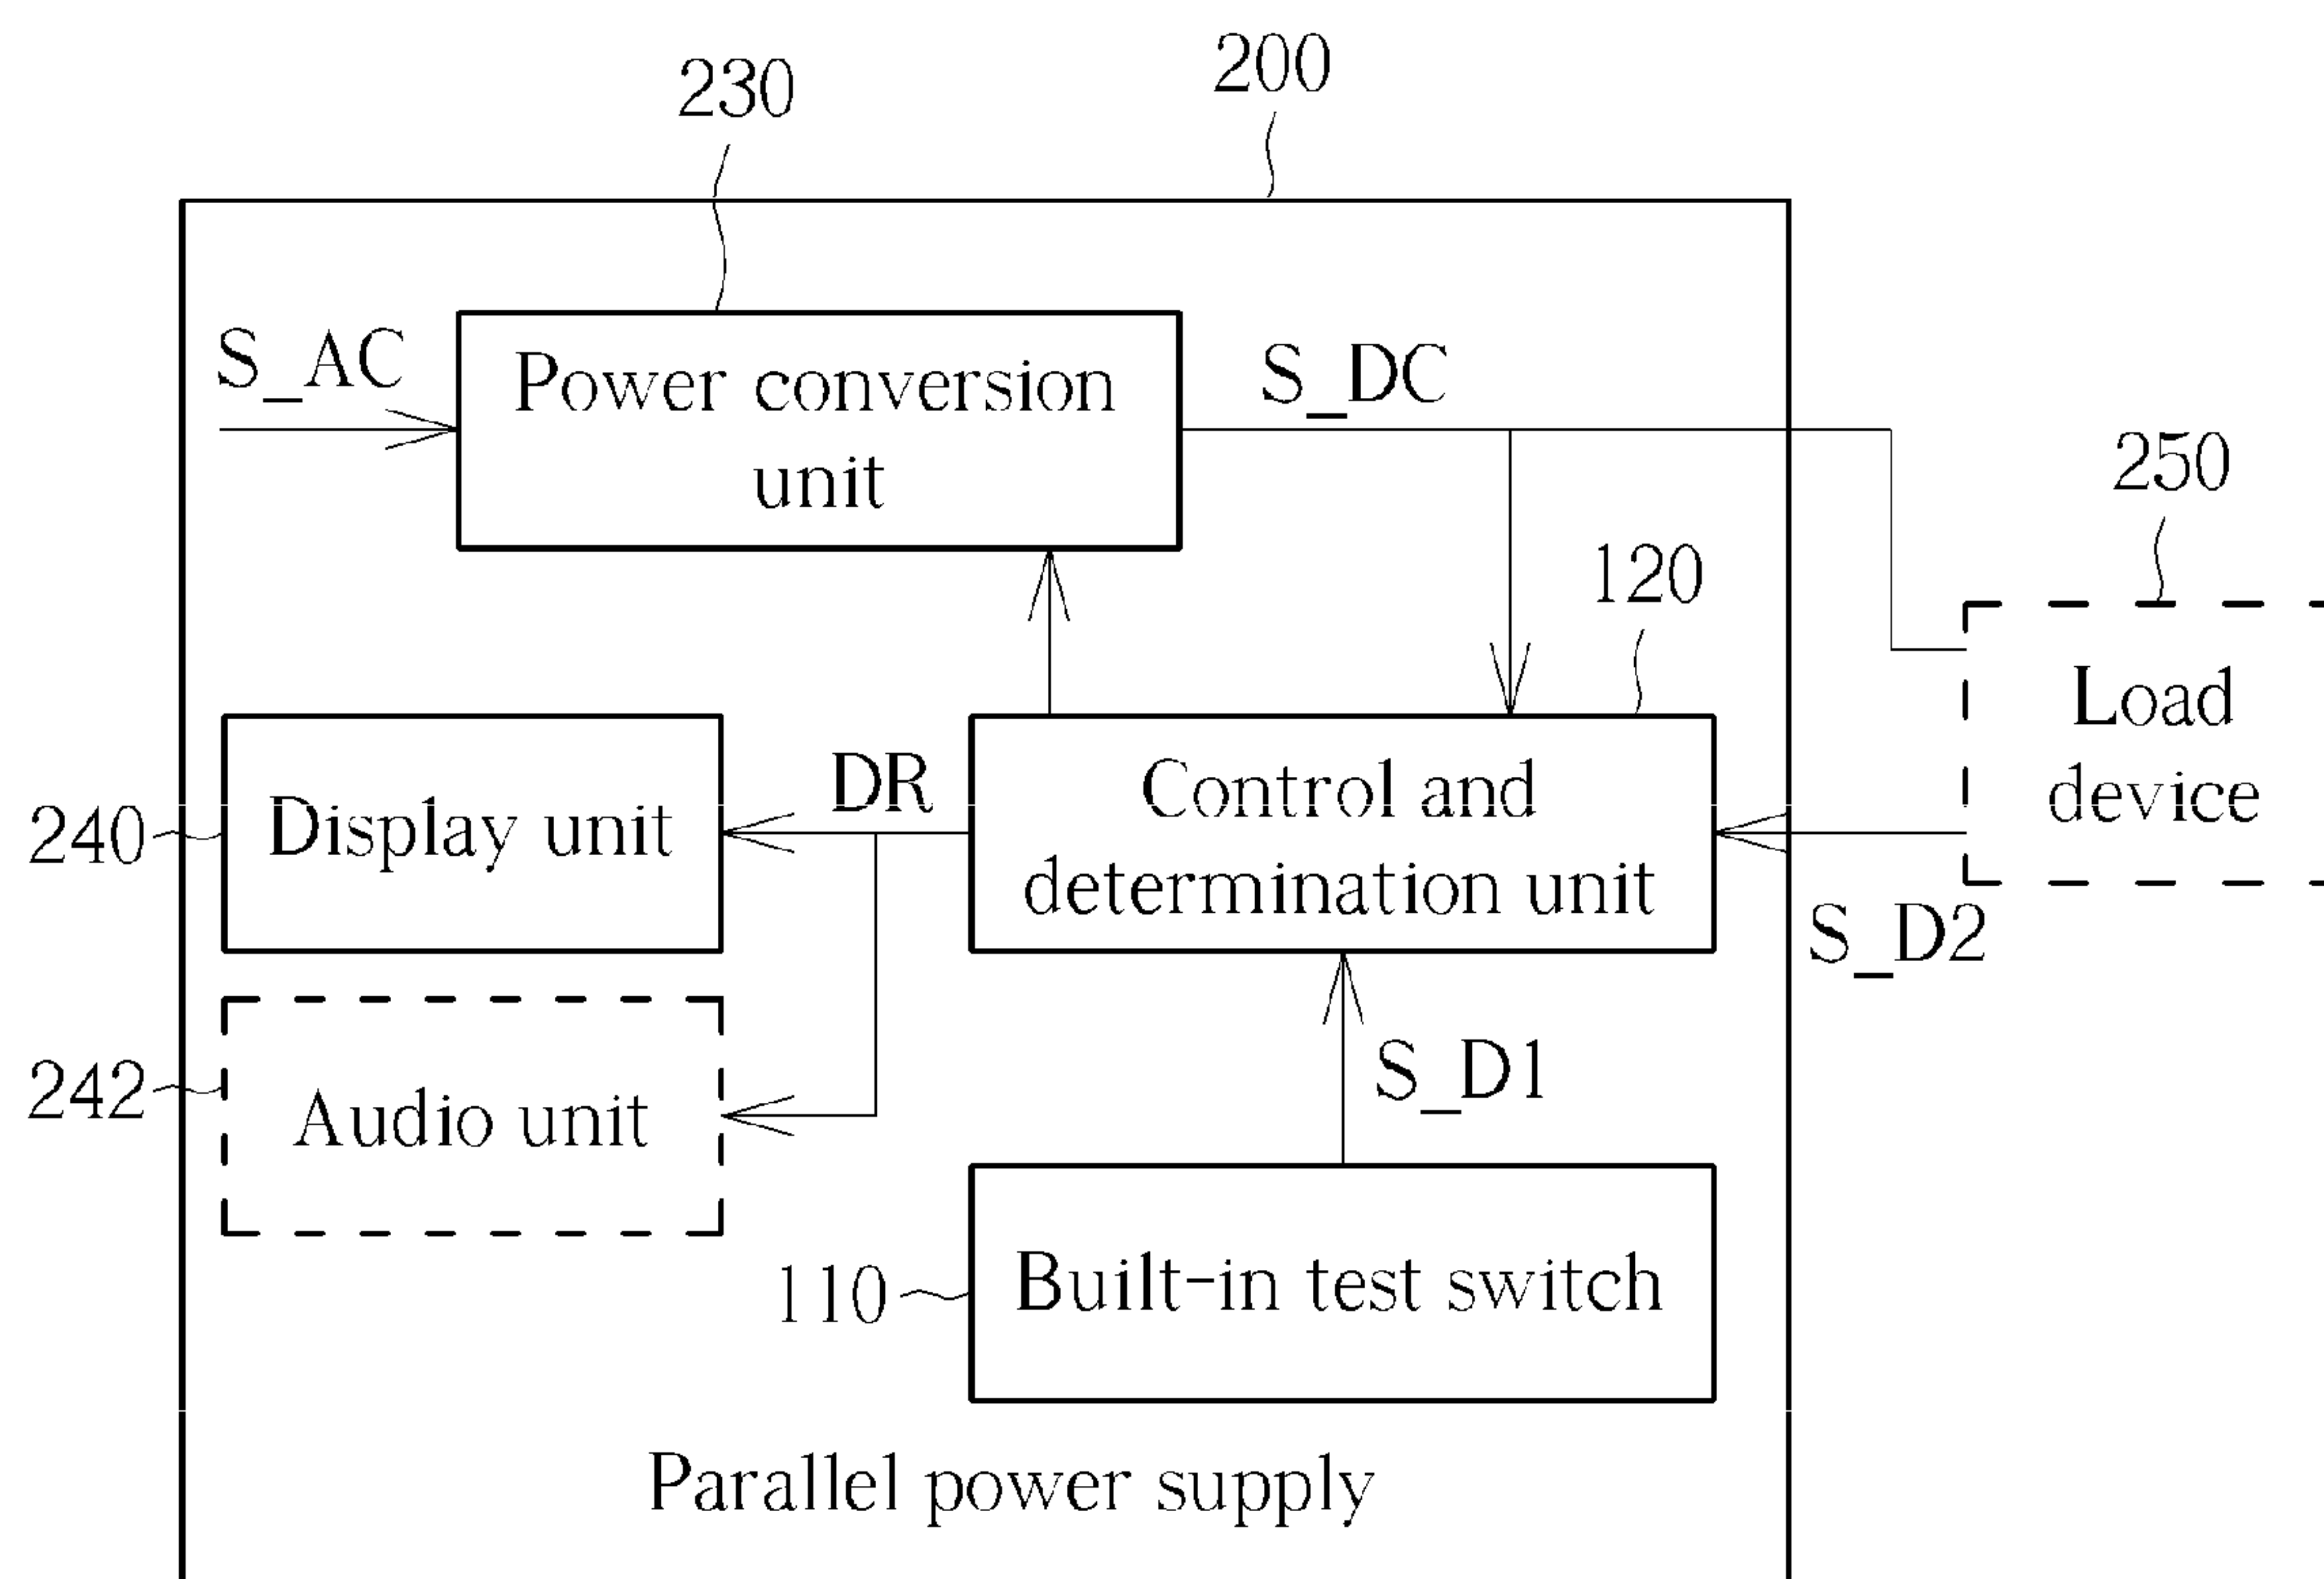 200
230
S_AC
Power conversion
unit
S_DC
250
120
Load
device
DR
Control and
determination unit
240
Display unit
S_D2
242
Audio unit
S_D1
110
Built-in test switch
Parallel power supply